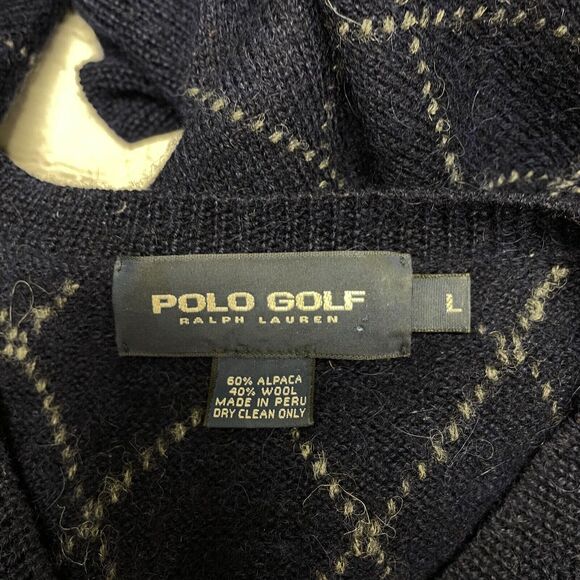 POLO GOLF
RALPH LAUREN
L
60% ALPACA
40% WOOL
MADE IN PERU
DRY CLEAN ONLY